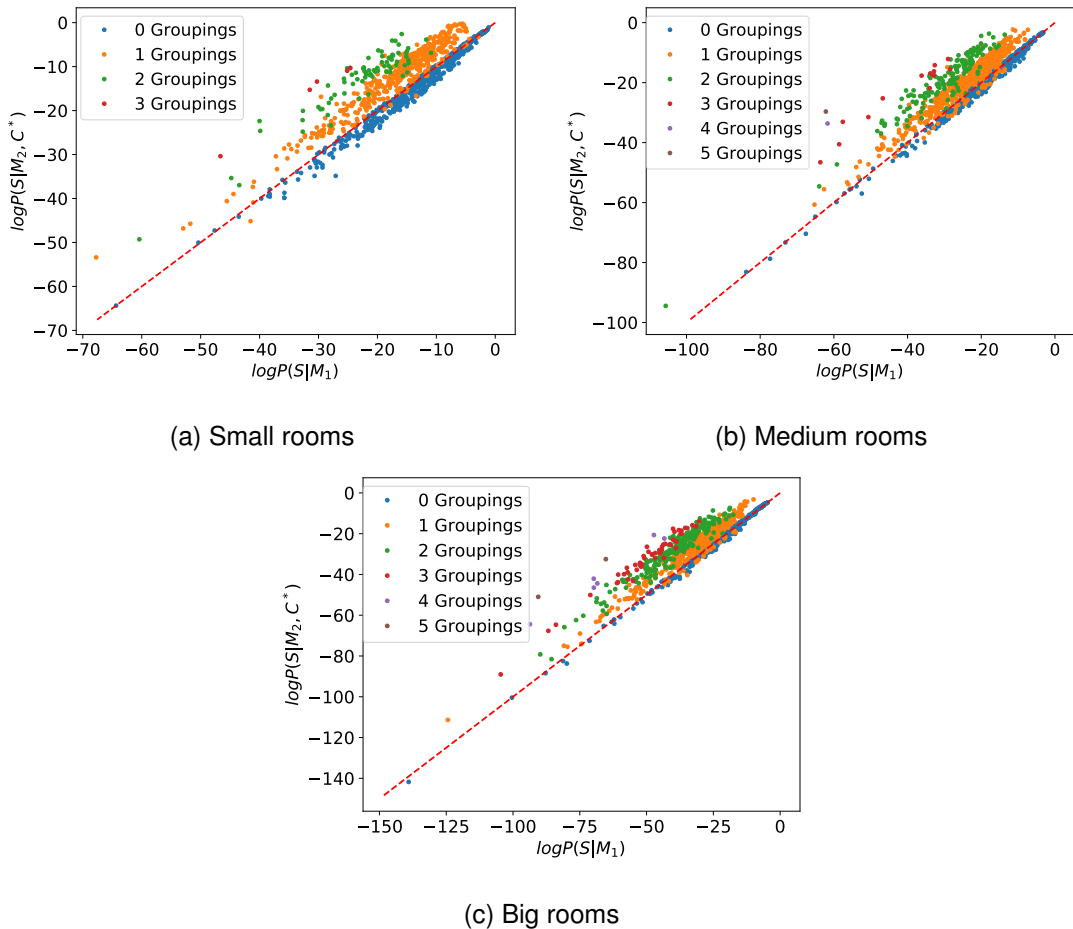 0 Groupings
1 Groupings
2 Groupings
3 Groupings
0
−10
−20
−30
−40
−50
−60
−70
logP(S|M₂, C*)
−70 −60 −50 −40 −30 −20 −10 0
logP(S|M₁)
(a) Small rooms
0 Groupings
1 Groupings
2 Groupings
3 Groupings
4 Groupings
5 Groupings
0
−20
−40
−60
−80
−100
logP(S|M₂, C*)
−100 −80 −60 −40 −20 0
logP(S|M₁)
(b) Medium rooms
0 Groupings
1 Groupings
2 Groupings
3 Groupings
4 Groupings
5 Groupings
0
−20
−40
−60
−80
−100
−120
−140
logP(S|M₂, C*)
−150 −125 −100 −75 −50 −25 0
logP(S|M₁)
(c) Big rooms